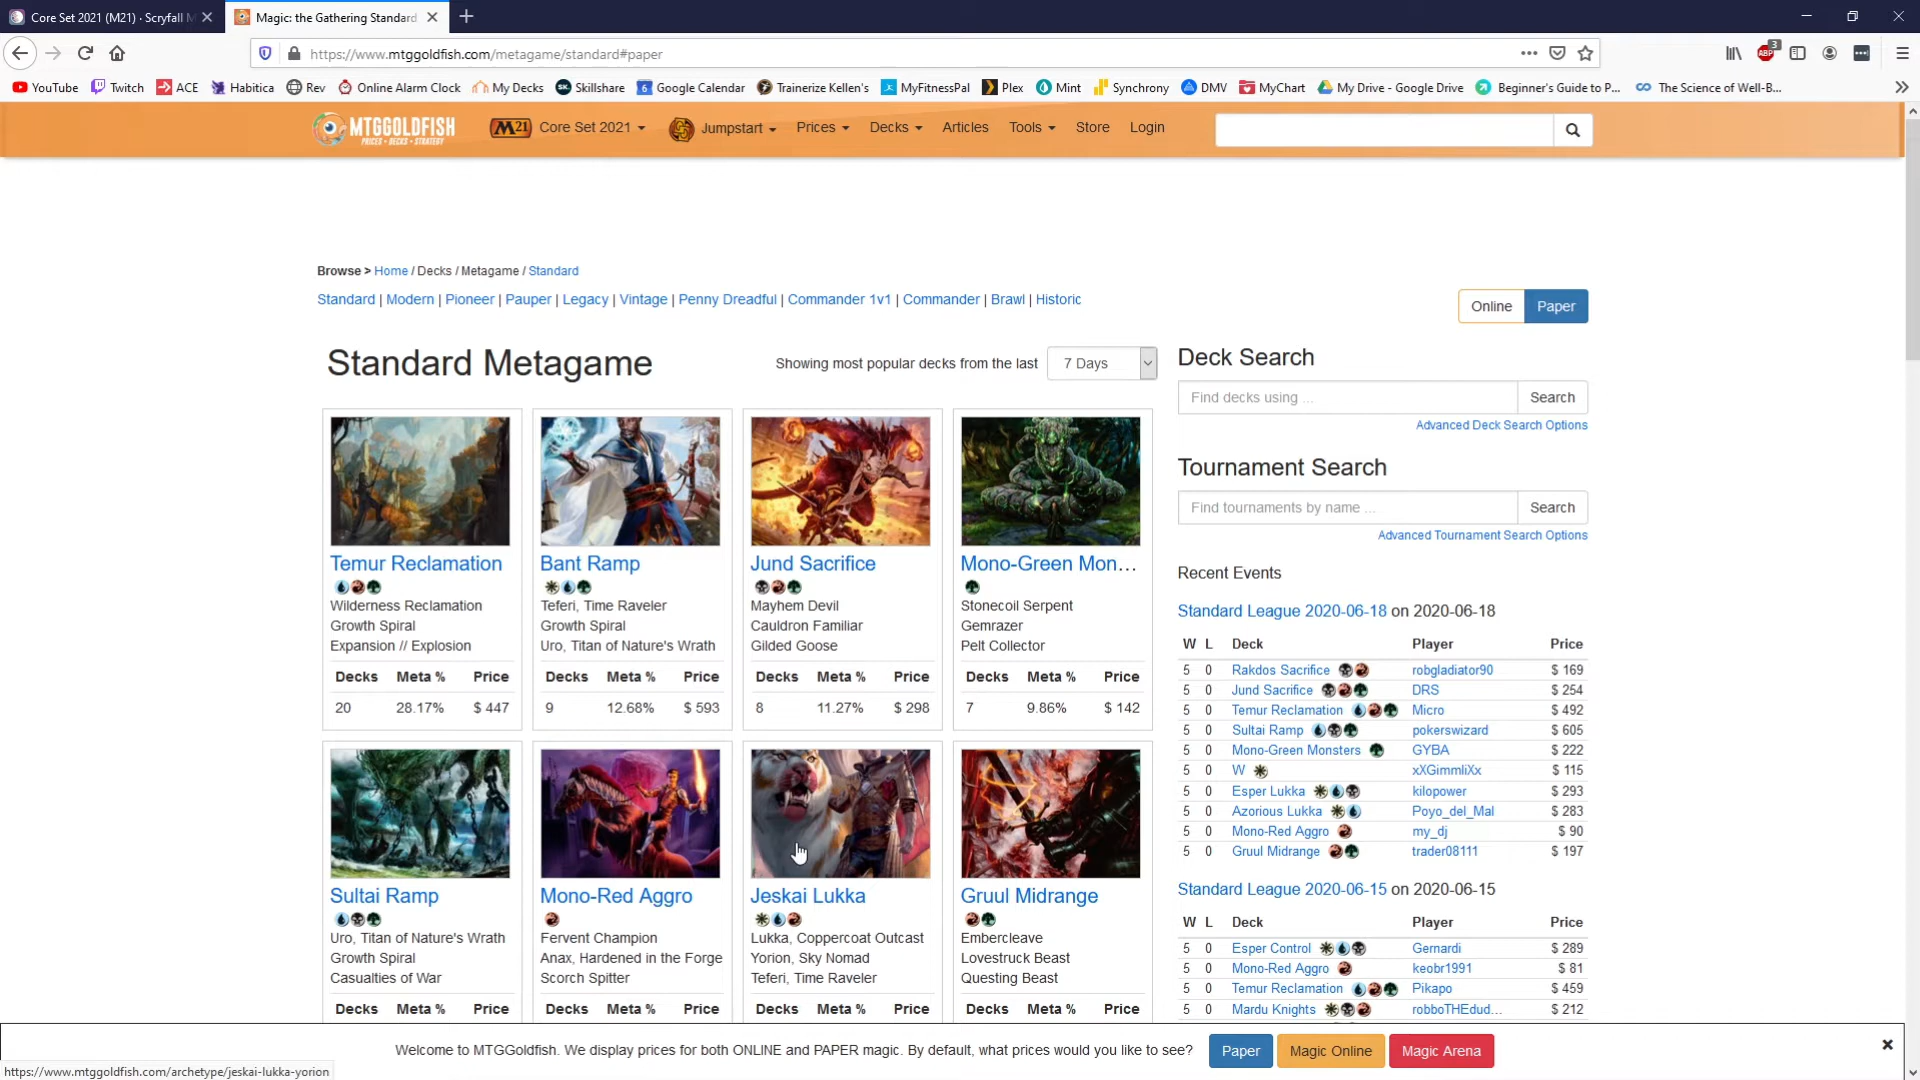 Core Set 2021 (M21) · Scryfall M
Magic: the Gathering Standard
https://www.mtggoldfish.com/metagame/standard#paper
ABP
3
YouTube Twitch ACE Habitica Rev Online Alarm Clock My Decks Skillshare Google Calendar Trainerize Kellen's MyFitnessPal Plex Mint Synchrony DMV MyChart My Drive - Google Drive Beginner's Guide to P... The Science of Well-B...
MTGGOLDFISH
PRICES • DECKS • STRATEGY
M21 Core Set 2021 Jumpstart Prices Decks Articles Tools Store Login
Browse > Home / Decks / Metagame / Standard
Standard | Modern | Pioneer | Pauper | Legacy | Vintage | Penny Dreadful | Commander 1v1 | Commander | Brawl | Historic
Online Paper
Standard Metagame
Showing most popular decks from the last 7 Days
Temur Reclamation
Wilderness Reclamation
Growth Spiral
Expansion // Explosion
Decks Meta % Price
20 28.17% $ 447
Bant Ramp
Teferi, Time Raveler
Growth Spiral
Uro, Titan of Nature's Wrath
Decks Meta % Price
9 12.68% $ 593
Jund Sacrifice
Mayhem Devil
Cauldron Familiar
Gilded Goose
Decks Meta % Price
8 11.27% $ 298
Mono-Green Mon...
Stonecoil Serpent
Gemrazer
Pelt Collector
Decks Meta % Price
7 9.86% $ 142
Sultai Ramp
Uro, Titan of Nature's Wrath
Growth Spiral
Casualties of War
Decks Meta % Price
Mono-Red Aggro
Fervent Champion
Anax, Hardened in the Forge
Scorch Spitter
Decks Meta % Price
Jeskai Lukka
Lukka, Coppercoat Outcast
Yorion, Sky Nomad
Teferi, Time Raveler
Decks Meta % Price
Gruul Midrange
Embercleave
Lovestruck Beast
Questing Beast
Decks Meta % Price
Deck Search
Find decks using ... Search
Advanced Deck Search Options
Tournament Search
Find tournaments by name ... Search
Advanced Tournament Search Options
Recent Events
Standard League 2020-06-18 on 2020-06-18
W L Deck Player Price
5 0 Rakdos Sacrifice robgladiator90 $ 169
5 0 Jund Sacrifice DRS $ 254
5 0 Temur Reclamation Micro $ 492
5 0 Sultai Ramp pokerswizard $ 605
5 0 Mono-Green Monsters GYBA $ 222
5 0 W xXGimmliXx $ 115
5 0 Esper Lukka kilopower $ 293
5 0 Azorious Lukka Poyo_del_Mal $ 283
5 0 Mono-Red Aggro my_dj $ 90
5 0 Gruul Midrange trader08111 $ 197
Standard League 2020-06-15 on 2020-06-15
W L Deck Player Price
5 0 Esper Control Gernardi $ 289
5 0 Mono-Red Aggro keobr1991 $ 81
5 0 Temur Reclamation Pikapo $ 459
5 0 Mardu Knights robboTHEdud... $ 212
Welcome to MTGGoldfish. We display prices for both ONLINE and PAPER magic. By default, what prices would you like to see? Paper Magic Online Magic Arena
https://www.mtggoldfish.com/archetype/jeskai-lukka-yorion